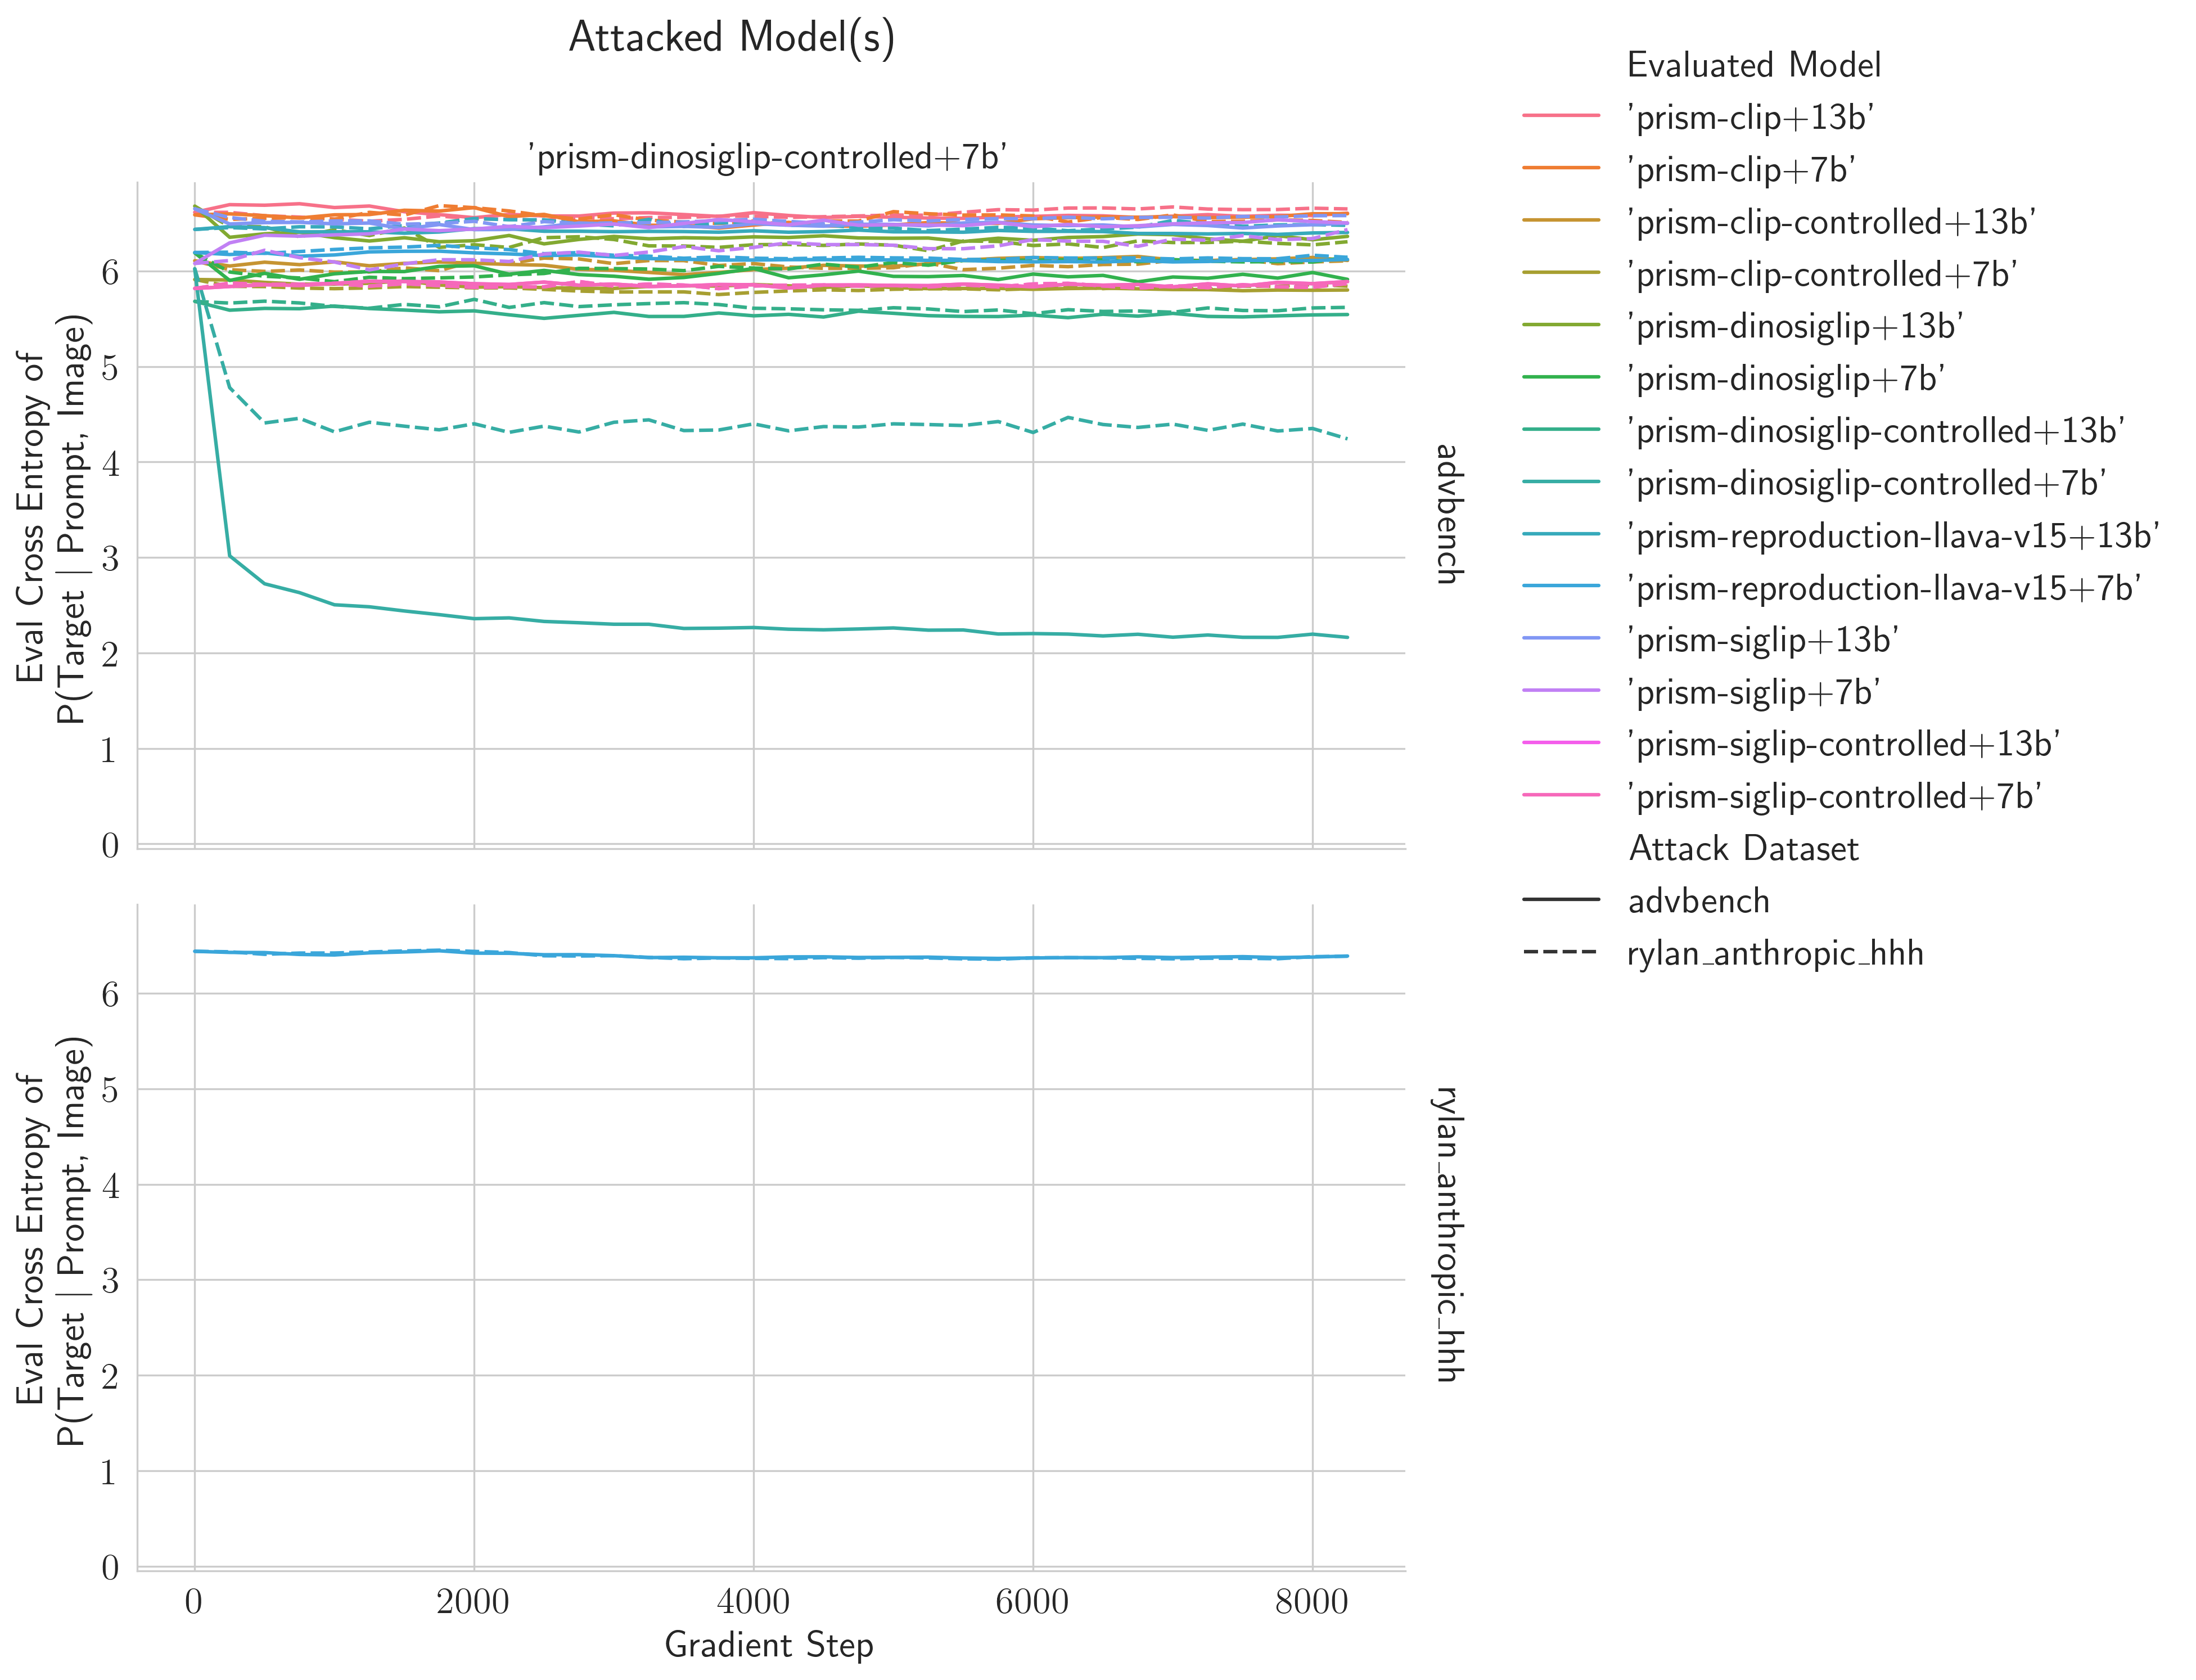 Attacked Model(s)
'prism-dinosiglip-controlled+7b'
Eval Cross Entropy of
P(Target | Prompt, Image)
6
5
4
3
2
1
0
advbench
Eval Cross Entropy of
P(Target | Prompt, Image)
6
5
4
3
2
1
0
rylan_anthropic_hhh
0 2000 4000 6000 8000
Gradient Step
Evaluated Model
'prism-clip+13b'
'prism-clip+7b'
'prism-clip-controlled+13b'
'prism-clip-controlled+7b'
'prism-dinosiglip+13b'
'prism-dinosiglip+7b'
'prism-dinosiglip-controlled+13b'
'prism-dinosiglip-controlled+7b'
'prism-reproduction-llava-v15+13b'
'prism-reproduction-llava-v15+7b'
'prism-siglip+13b'
'prism-siglip+7b'
'prism-siglip-controlled+13b'
'prism-siglip-controlled+7b'
Attack Dataset
advbench
rylan_anthropic_hhh